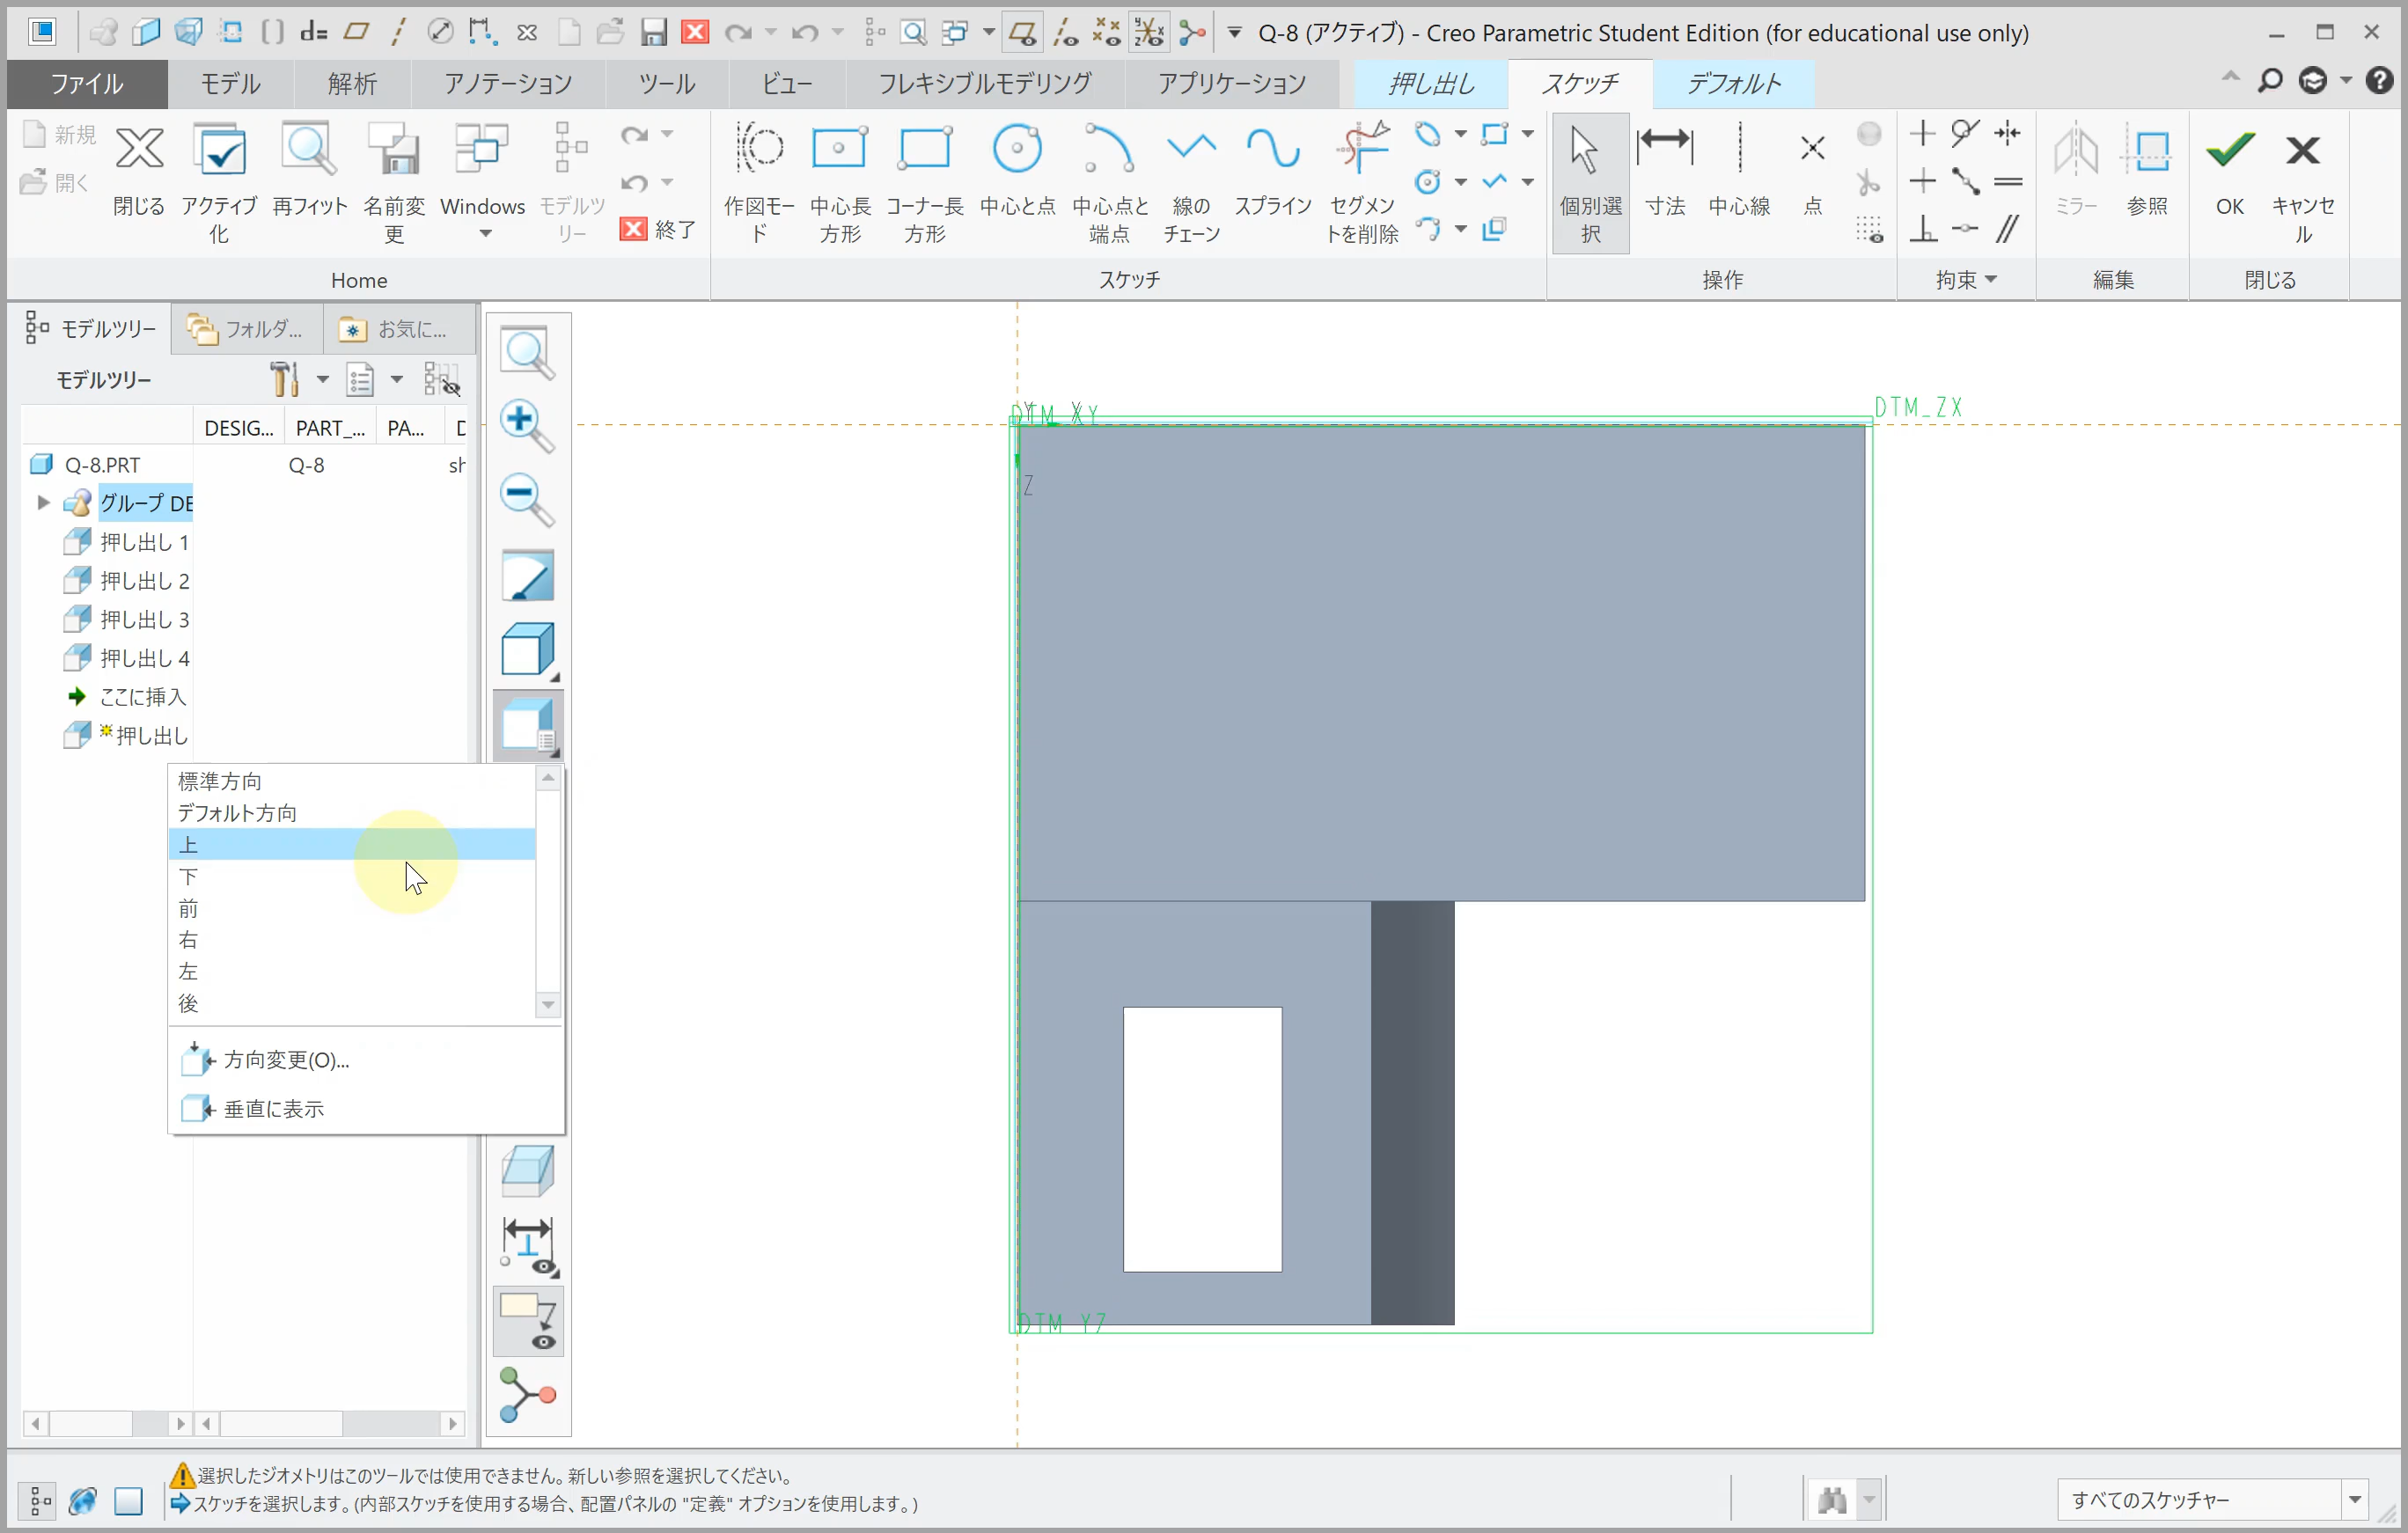 Q-8 (アクティブ) - Creo Parametric Student Edition (for educational use only)
ファイル モデル 解析 アノテーション ツール ビュー フレキシブルモデリング アプリケーション 押し出し スケッチ デフォルト
新規
開く
閉じる
アクティブ
化
再フィット
名前変
更
Windows
モデルツ
リー
終了
作図モー
ド
中心長
方形
コーナー長
方形
中心と点
中心点と
端点
線の
チェーン
スプライン
セグメン
トを削除
個別選
択
寸法
中心線
点
ミラー
参照
OK
キャンセ
ル
Home スケッチ 操作 拘束 編集 閉じる
モデルツリー フォルダ... お気に...
モデルツリー
DESIG... PART_... PA... D
Q-8.PRT Q-8 sh
グループ DE
押し出し 1
押し出し 2
押し出し 3
押し出し 4
ここに挿入
押し出し
標準方向
デフォルト方向
上
下
前
右
左
後
方向変更(O)...
垂直に表示
DTM_XY
Y X
DTM_ZX
Z
DTM_YZ
選択したジオメトリはこのツールでは使用できません。新しい参照を選択してください。
スケッチを選択します。(内部スケッチを使用する場合、配置パネルの "定義" オプションを使用します。)
すべてのスケッチャー